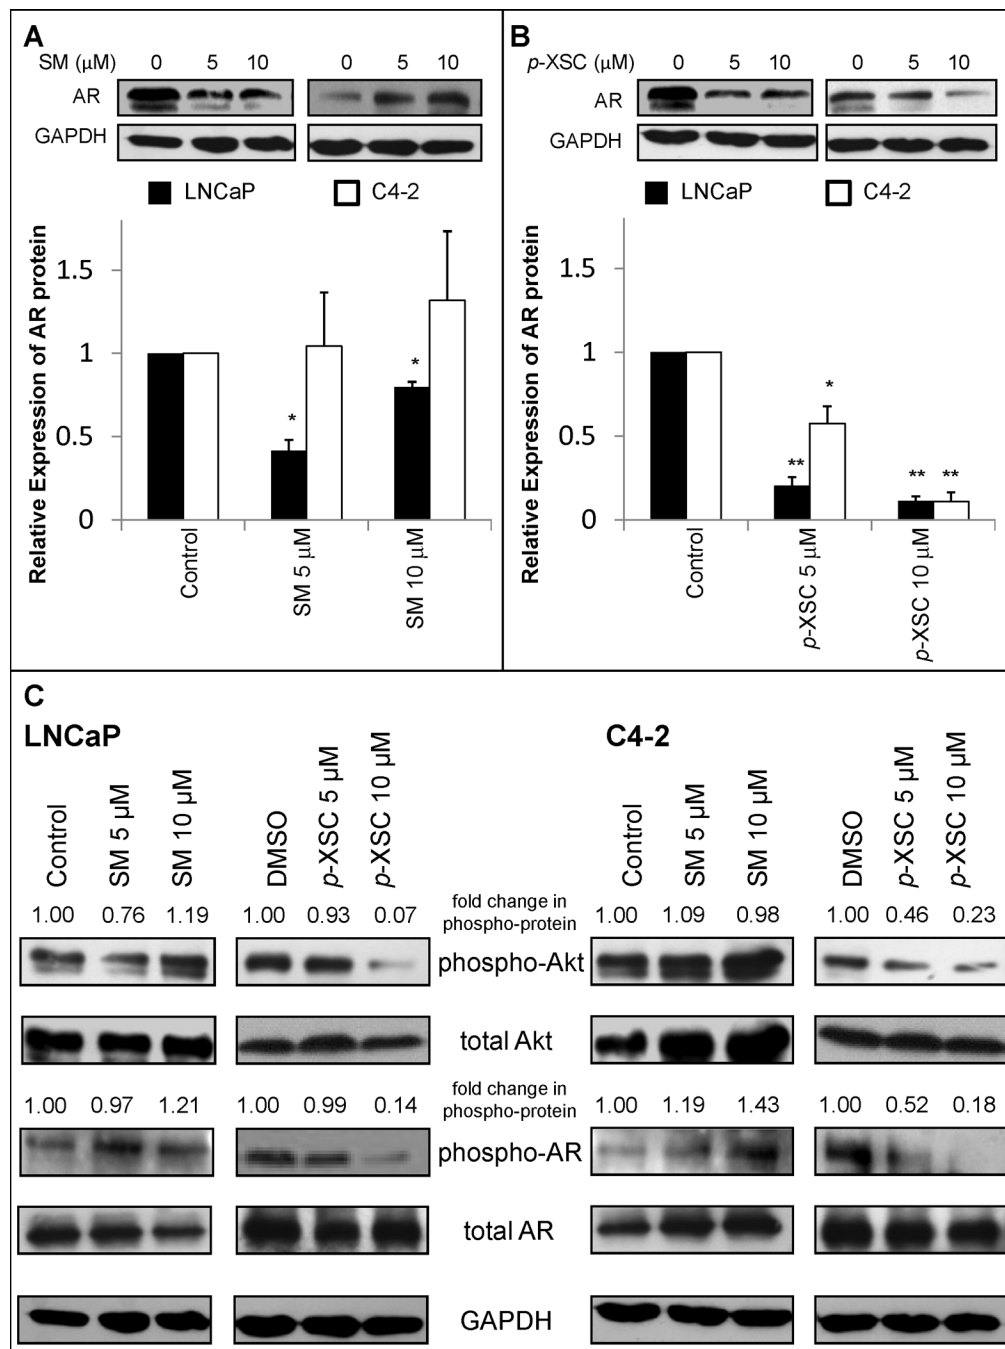 A
SM (µM) 0 5 10 0 5 10
AR
GAPDH
LNCaP C4-2
Relative Expression of AR protein
1.5
1
0.5
0
Control
SM 5 µM
SM 10 µM
*
*
B
p-XSC (µM) 0 5 10 0 5 10
AR
GAPDH
LNCaP C4-2
Relative Expression of AR protein
1.5
1
0.5
0
Control
p-XSC 5 µM
p-XSC 10 µM
**
*
** **
C
LNCaP C4-2
Control SM 5 µM SM 10 µM DMSO p-XSC 5 µM p-XSC 10 µM Control SM 5 µM SM 10 µM DMSO p-XSC 5 µM p-XSC 10 µM
1.00 0.76 1.19 1.00 0.93 0.07 fold change in phospho-protein 1.00 1.09 0.98 1.00 0.46 0.23
phospho-Akt
total Akt
1.00 0.97 1.21 1.00 0.99 0.14 fold change in phospho-protein 1.00 1.19 1.43 1.00 0.52 0.18
phospho-AR
total AR
GAPDH